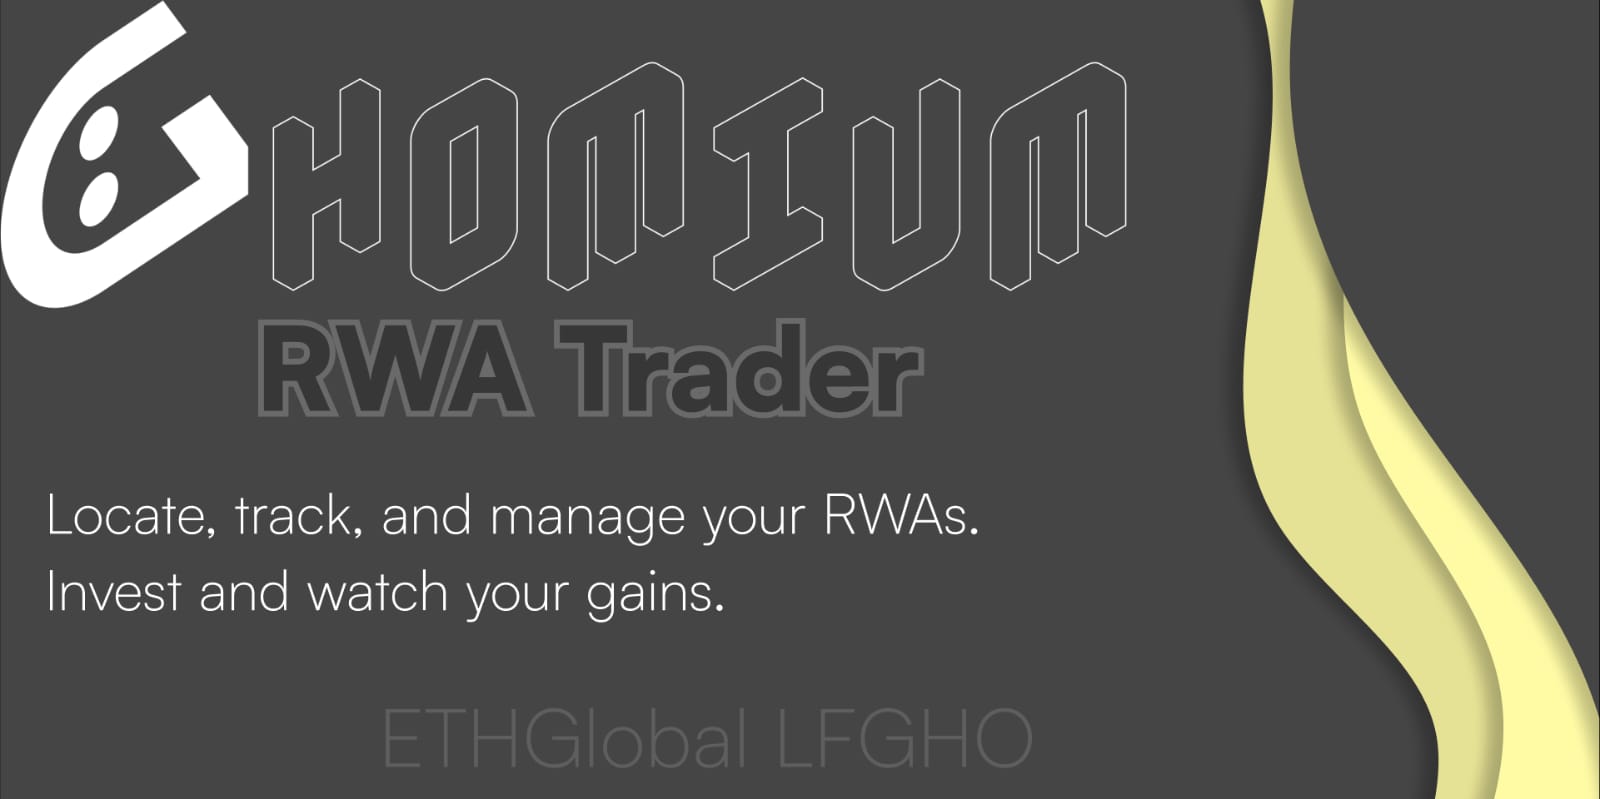 GHOMIUM
RWA Trader
Locate, track, and manage your RWAs.
Invest and watch your gains.
ETHGlobal LFGHO